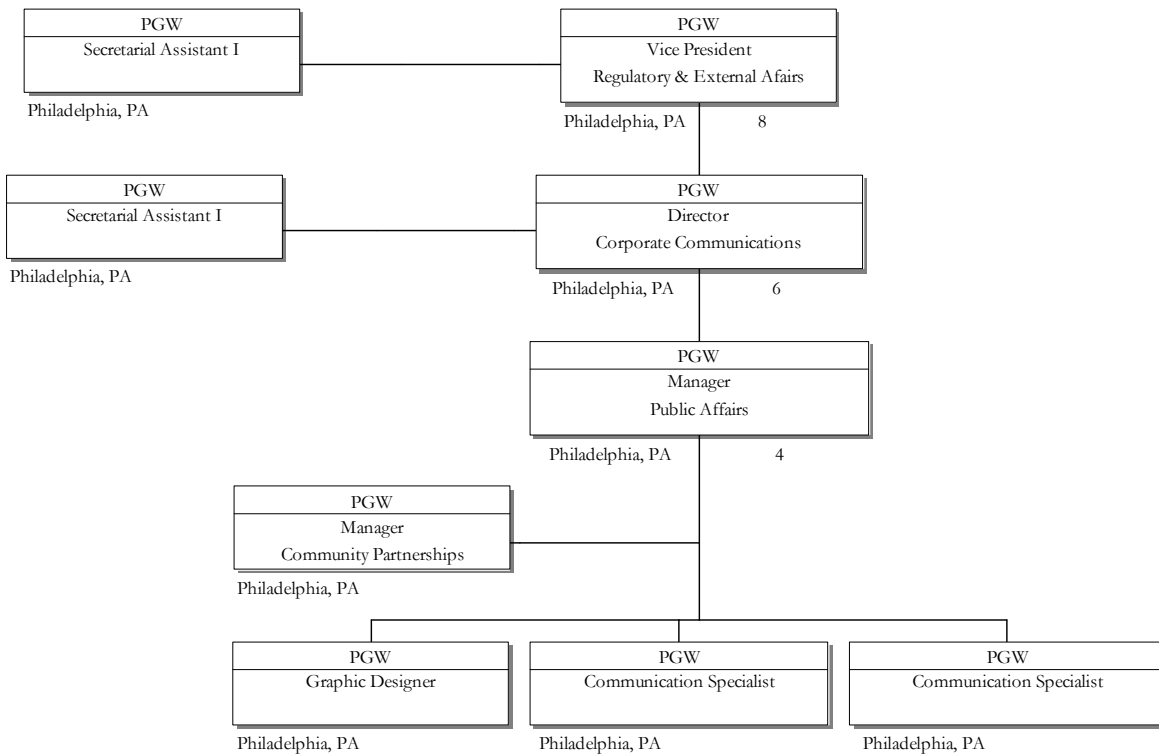 PGW
Secretarial Assistant I
Philadelphia, PA
PGW
Vice President
Regulatory & External Afairs
Philadelphia, PA 8
PGW
Secretarial Assistant I
Philadelphia, PA
PGW
Director
Corporate Communications
Philadelphia, PA 6
PGW
Manager
Public Affairs
Philadelphia, PA 4
PGW
Manager
Community Partnerships
Philadelphia, PA
PGW
Graphic Designer
Philadelphia, PA
PGW
Communication Specialist
Philadelphia, PA
PGW
Communication Specialist
Philadelphia, PA